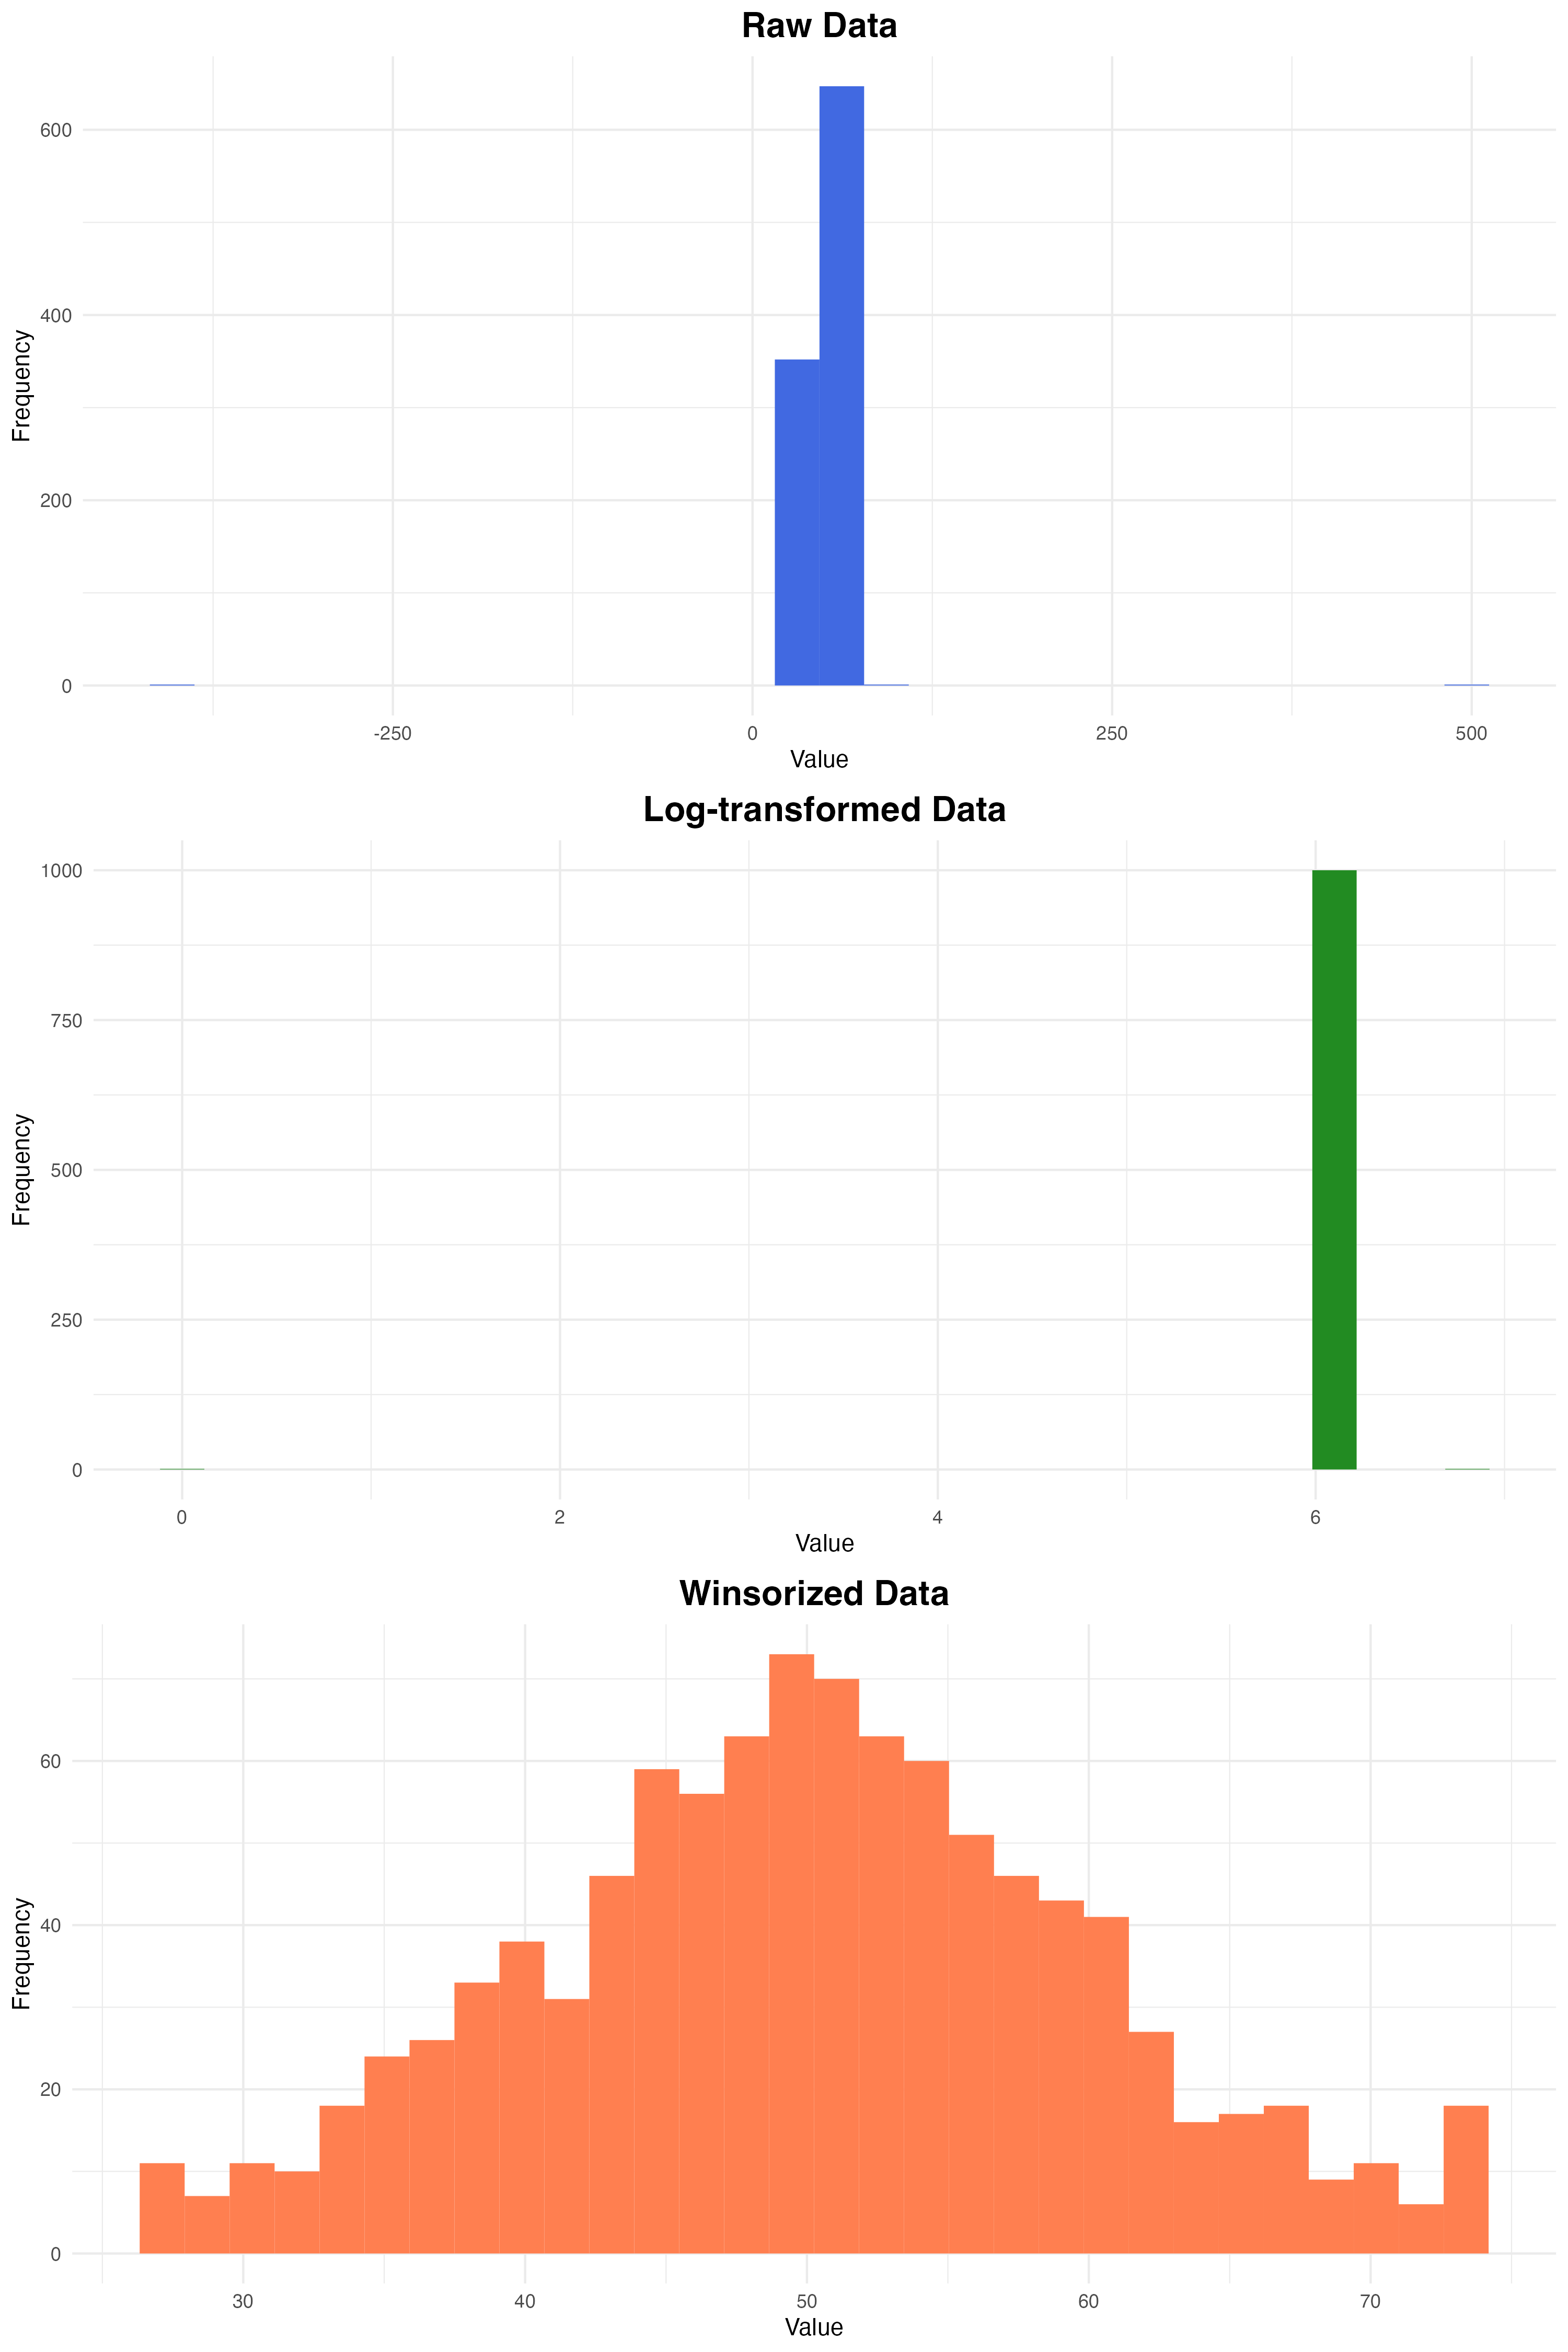 Raw Data
600
400
200
0
Frequency
-250 0 250 500
Value
Log-transformed Data
1000
750
500
250
0
Frequency
0 2 4 6
Value
Winsorized Data
60
40
20
0
Frequency
30 40 50 60 70
Value